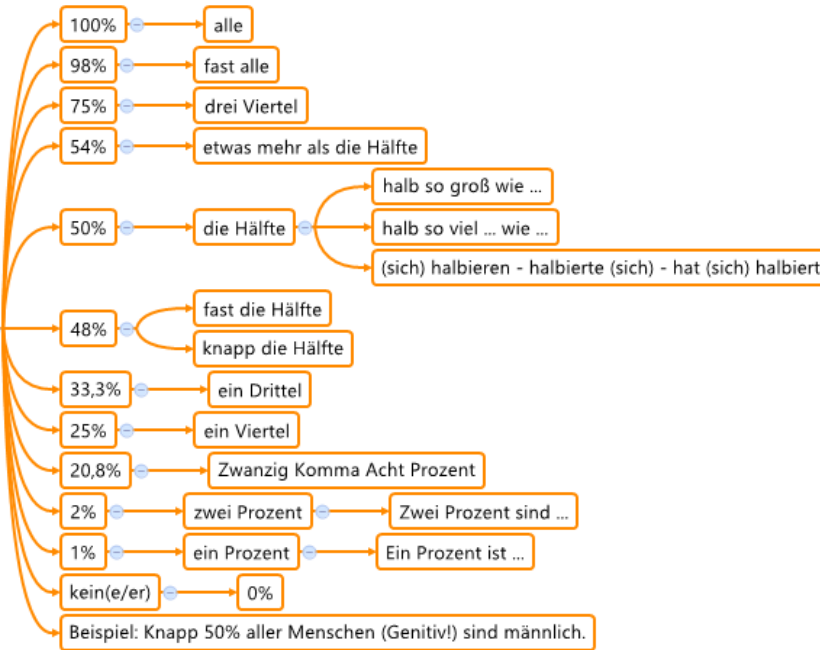 100% alle
98% fast alle
75% drei Viertel
54% etwas mehr als die Hälfte
halb so groß wie ...
50% die Hälfte halb so viel ... wie ...
(sich) halbieren - halbierte (sich) - hat (sich) halbiert
fast die Hälfte
48%
knapp die Hälfte
33,3% ein Drittel
25% ein Viertel
20,8% Zwanzig Komma Acht Prozent
2% zwei Prozent Zwei Prozent sind ...
1% ein Prozent Ein Prozent ist ...
kein(e/er) 0%
Beispiel: Knapp 50% aller Menschen (Genitiv!) sind männlich.